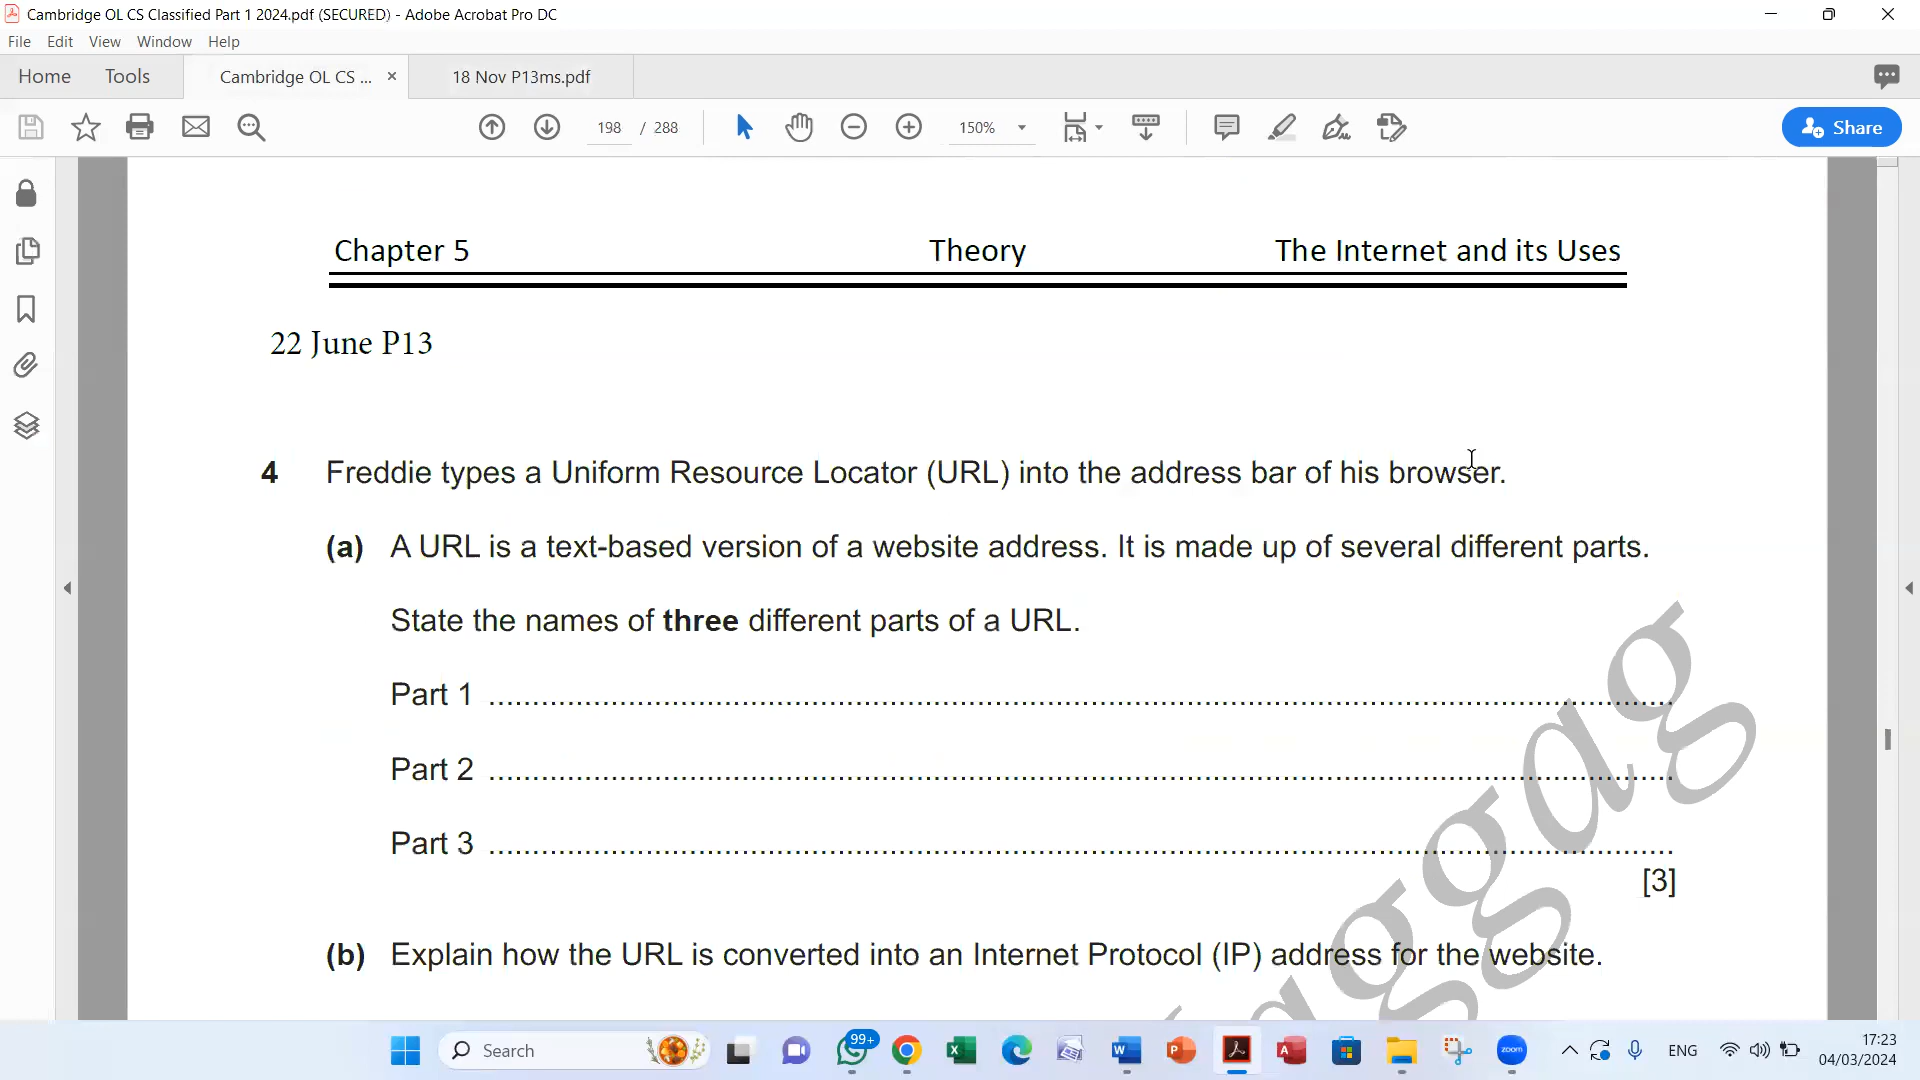 Cambridge OL CS Classified Part 1 2024.pdf (SECURED) - Adobe Acrobat Pro DC
File Edit View Window Help
Home Tools Cambridge OL CS ... × 18 Nov P13ms.pdf
198 / 288 150% Share
Chapter 5 Theory The Internet and its Uses
22 June P13
4 Freddie types a Uniform Resource Locator (URL) into the address bar of his browser.
(a) A URL is a text-based version of a website address. It is made up of several different parts.
State the names of three different parts of a URL.
Part 1 ........................................................................
Part 2 ........................................................................
Part 3 ........................................................................
[3]
(b) Explain how the URL is converted into an Internet Protocol (IP) address for the website.
Search 99+ zoom ENG 17:23
04/03/2024